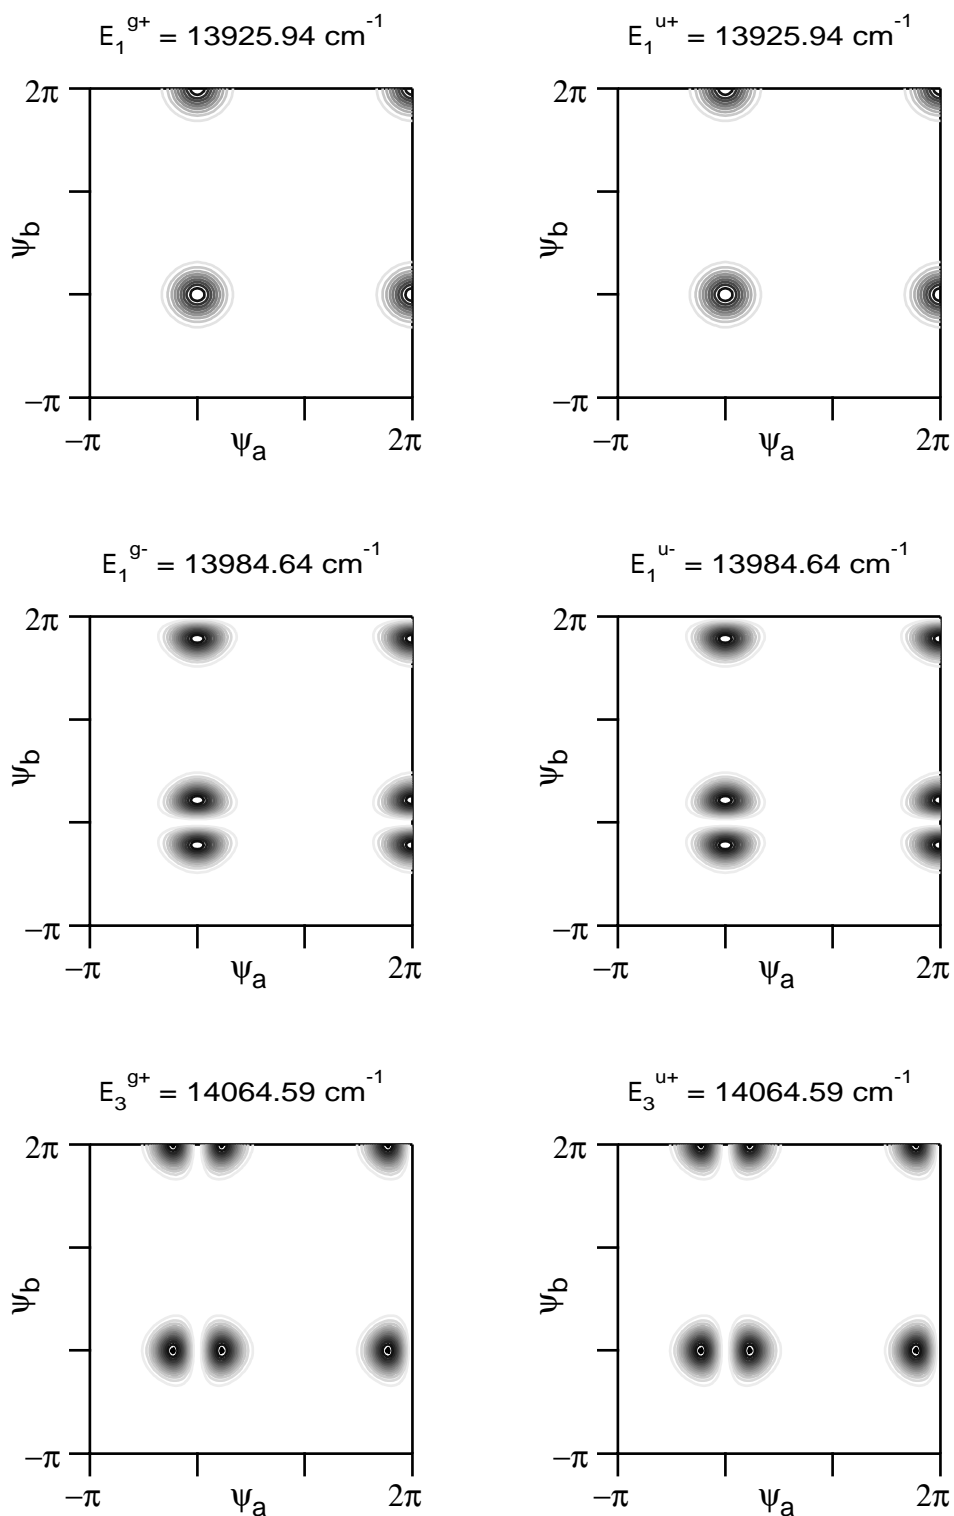 E₁ᵍ⁺ = 13925.94 cm⁻¹
E₁ᵘ⁺ = 13925.94 cm⁻¹
2π
ψb
−π
−π ψa 2π
2π
ψb
−π
−π ψa 2π
E₁ᵍ⁻ = 13984.64 cm⁻¹
E₁ᵘ⁻ = 13984.64 cm⁻¹
2π
ψb
−π
−π ψa 2π
2π
ψb
−π
−π ψa 2π
E₃ᵍ⁺ = 14064.59 cm⁻¹
E₃ᵘ⁺ = 14064.59 cm⁻¹
2π
ψb
−π
−π ψa 2π
2π
ψb
−π
−π ψa 2π